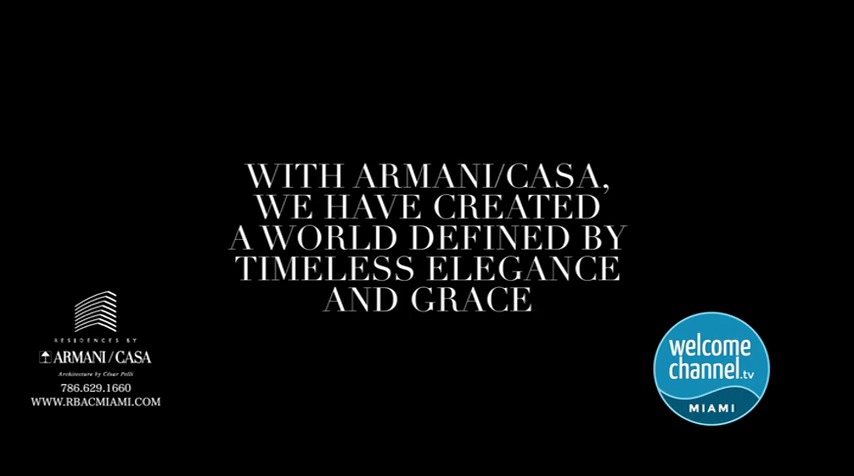 WITH ARMANI/CASA,
WE HAVE CREATED
A WORLD DEFINED BY
TIMELESS ELEGANCE
AND GRACE
RESIDENCES BY
ARMANI/CASA
Architecture by César Pelli
786.629.1660
WWW.RBACMIAMI.COM
welcome
channel.tv
MIAMI